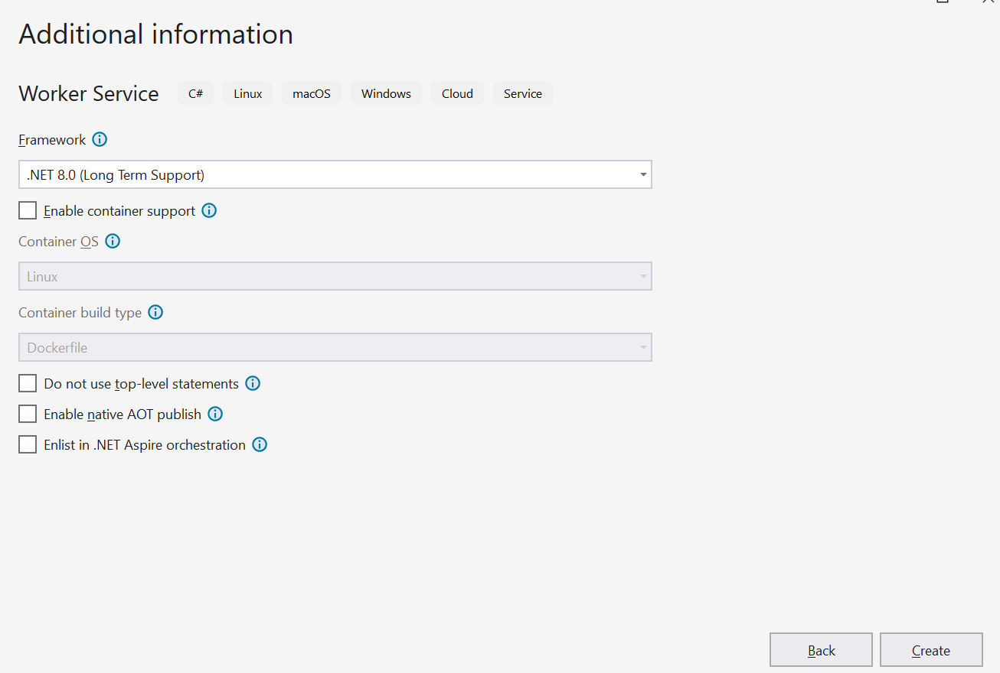 Additional information
Worker Service C# Linux macOS Windows Cloud Service
Framework
.NET 8.0 (Long Term Support)
Enable container support
Container OS
Linux
Container build type
Dockerfile
Do not use top-level statements
Enable native AOT publish
Enlist in .NET Aspire orchestration
Back Create